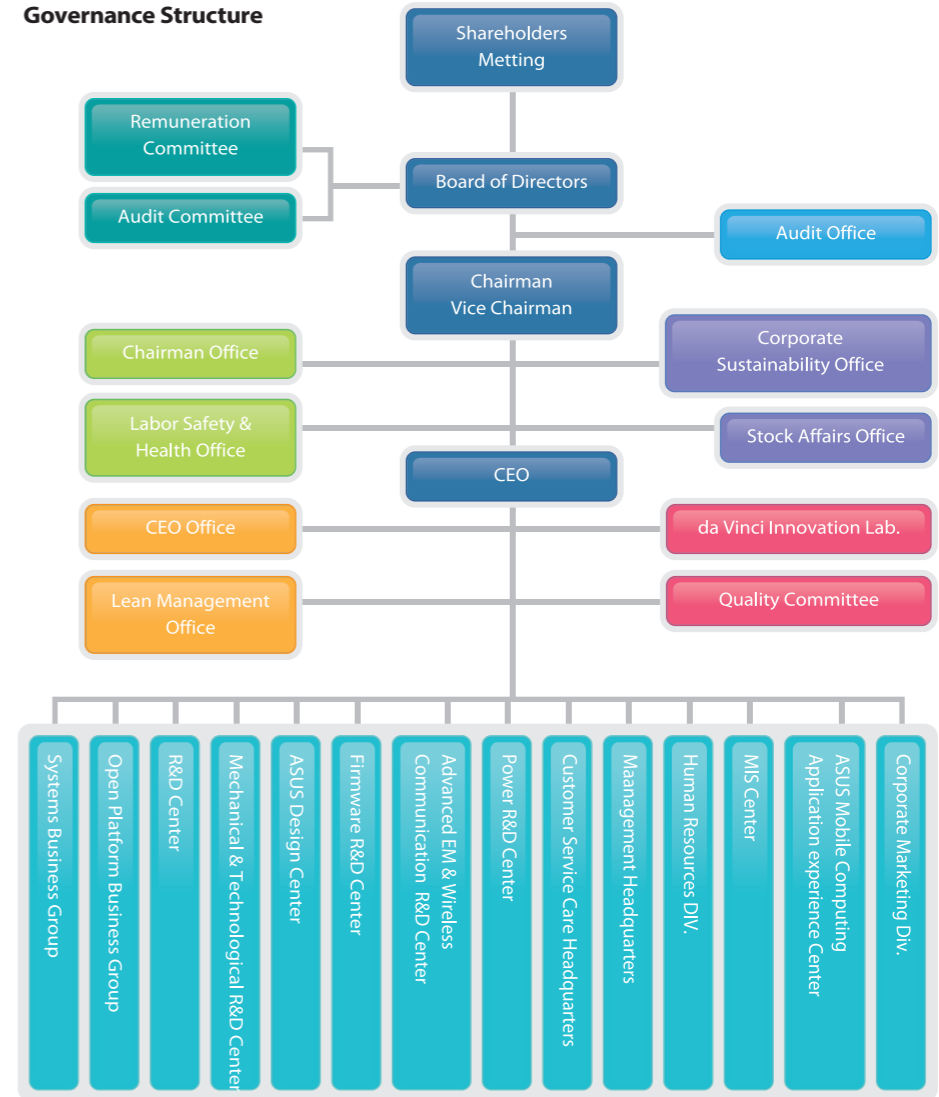 Governance Structure
Shareholders
Metting
Remuneration
Committee
Board of Directors
Audit Committee
Audit Office
Chairman
Vice Chairman
Chairman Office
Corporate
Sustainability Office
Labor Safety &
Health Office
Stock Affairs Office
CEO
CEO Office
da Vinci Innovation Lab.
Lean Management
Office
Quality Committee
Systems Business Group
Open Platform Business Group
R&D Center
Mechanical & Technological R&D Center
ASUS Design Center
Firmware R&D Center
Advanced EM & Wireless
Communication R&D Center
Power R&D Center
Customer Service Care Headquarters
Maanagement Headquarters
Human Resources DIV.
MIS Center
ASUS Mobile Computing
Application experience Center
Corporate Marketing Div.